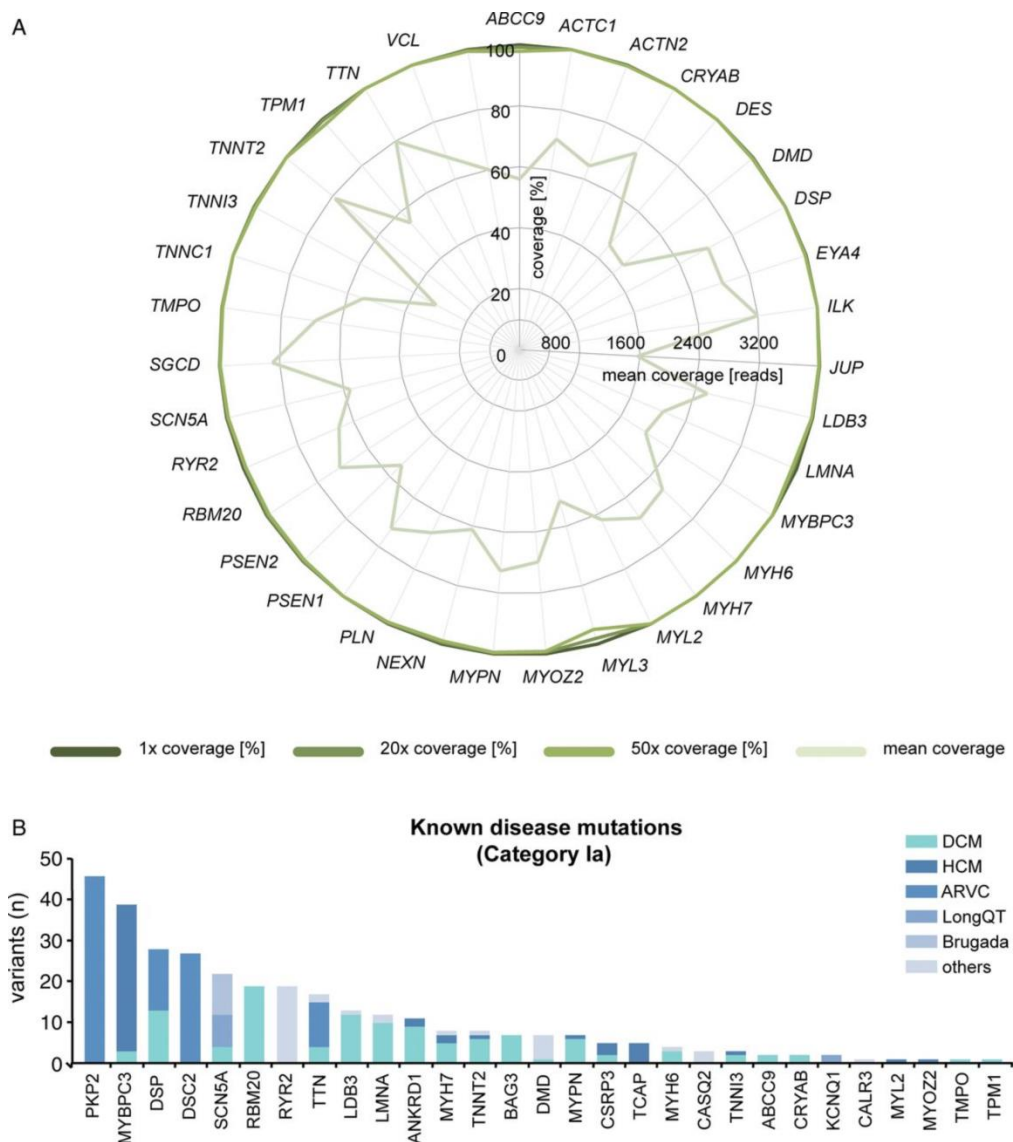 A
ABCC9
ACTC1
ACTN2
CRYAB
DES
DMD
DSP
EYA4
ILK
JUP
LDB3
LMNA
MYBPC3
MYH6
MYH7
MYL2
MYL3
MYOZ2
MYPN
NEXN
PLN
PSEN1
PSEN2
RBM20
RYR2
SCN5A
SGCD
TMPO
TNNC1
TNNI3
TNNT2
TPM1
TTN
VCL
100
80
60
40
20
0
coverage [%]
800 1600 2400 3200
mean coverage [reads]
1x coverage [%] 20x coverage [%] 50x coverage [%] mean coverage
B
Known disease mutations
(Category Ia)
DCM
HCM
ARVC
LongQT
Brugada
others
variants (n)
50
40
30
20
10
0
PKP2
MYBPC3
DSP
DSC2
SCN5A
RBM20
RYR2
TTN
LDB3
LMNA
ANKRD1
MYH7
TNNT2
BAG3
DMD
MYPN
CSRP3
TCAP
MYH6
CASQ2
TNNI3
ABCC9
CRYAB
KCNQ1
CALR3
MYL2
MYOZ2
TMPO
TPM1